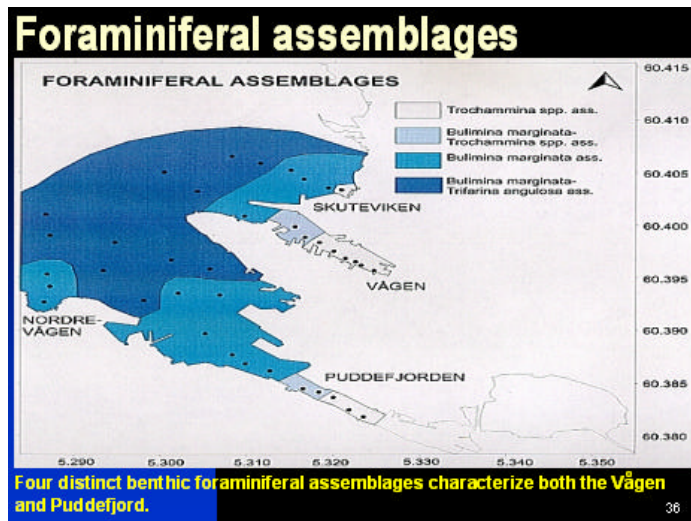 Foraminiferal assemblages
FORAMINIFERAL ASSEMBLAGES
60.415
60.410
60.405
60.400
60.395
60.390
60.385
60.380
Trochammina spp. ass.
Bulimina marginata-
Trochammina spp. ass.
Bulimina marginata ass.
Bulimina marginata-
Trifarina angulosa ass.
SKUTEVIKEN
VÅGEN
NORDRE-
VÅGEN
PUDDEFJORDEN
5.290 5.300 5.310 5.320 5.330 5.340 5.350
Four distinct benthic foraminiferal assemblages characterize both the Vågen
and Puddefjord.
36